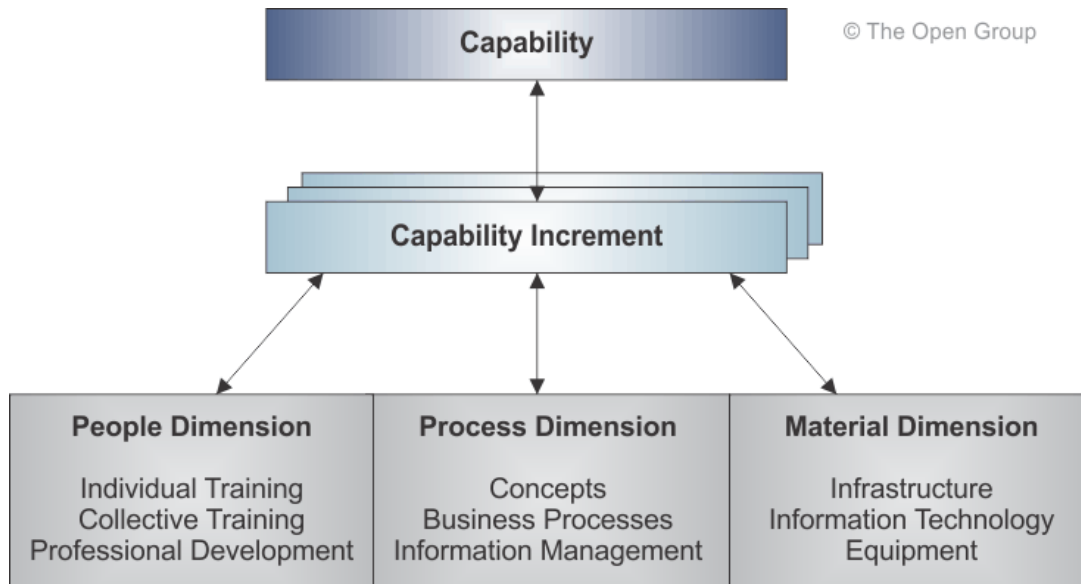 Capability
© The Open Group
Capability Increment
People Dimension
Individual Training
Collective Training
Professional Development
Process Dimension
Concepts
Business Processes
Information Management
Material Dimension
Infrastructure
Information Technology
Equipment